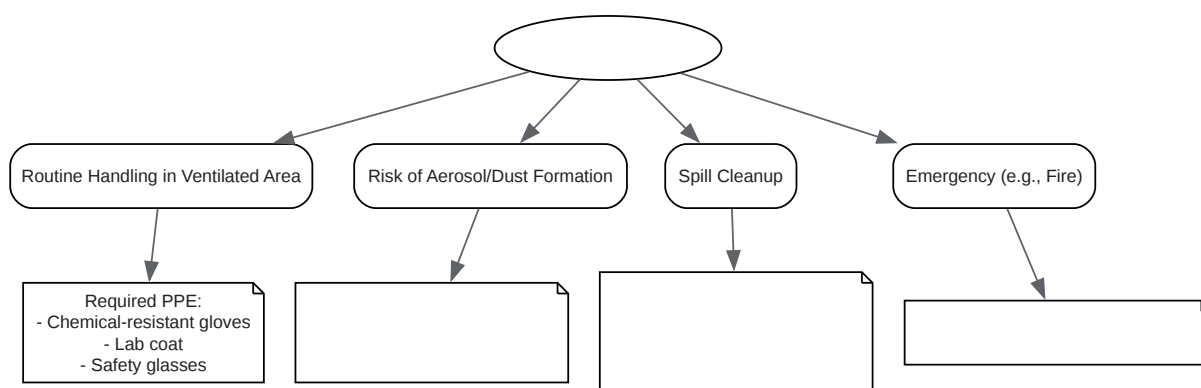 Routine Handling in Ventilated Area
Risk of Aerosol/Dust Formation
Spill Cleanup
Emergency (e.g., Fire)
Required PPE:
- Chemical-resistant gloves
- Lab coat
- Safety glasses